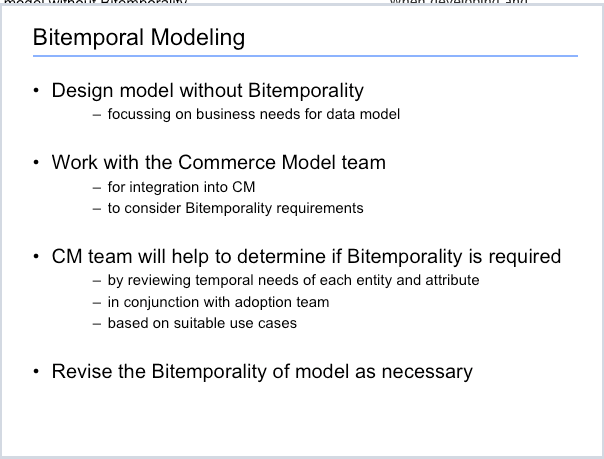 model without Bitemporality
when developing and
Bitemporal Modeling
• Design model without Bitemporality
– focussing on business needs for data model
• Work with the Commerce Model team
– for integration into CM
– to consider Bitemporality requirements
• CM team will help to determine if Bitemporality is required
– by reviewing temporal needs of each entity and attribute
– in conjunction with adoption team
– based on suitable use cases
• Revise the Bitemporality of model as necessary